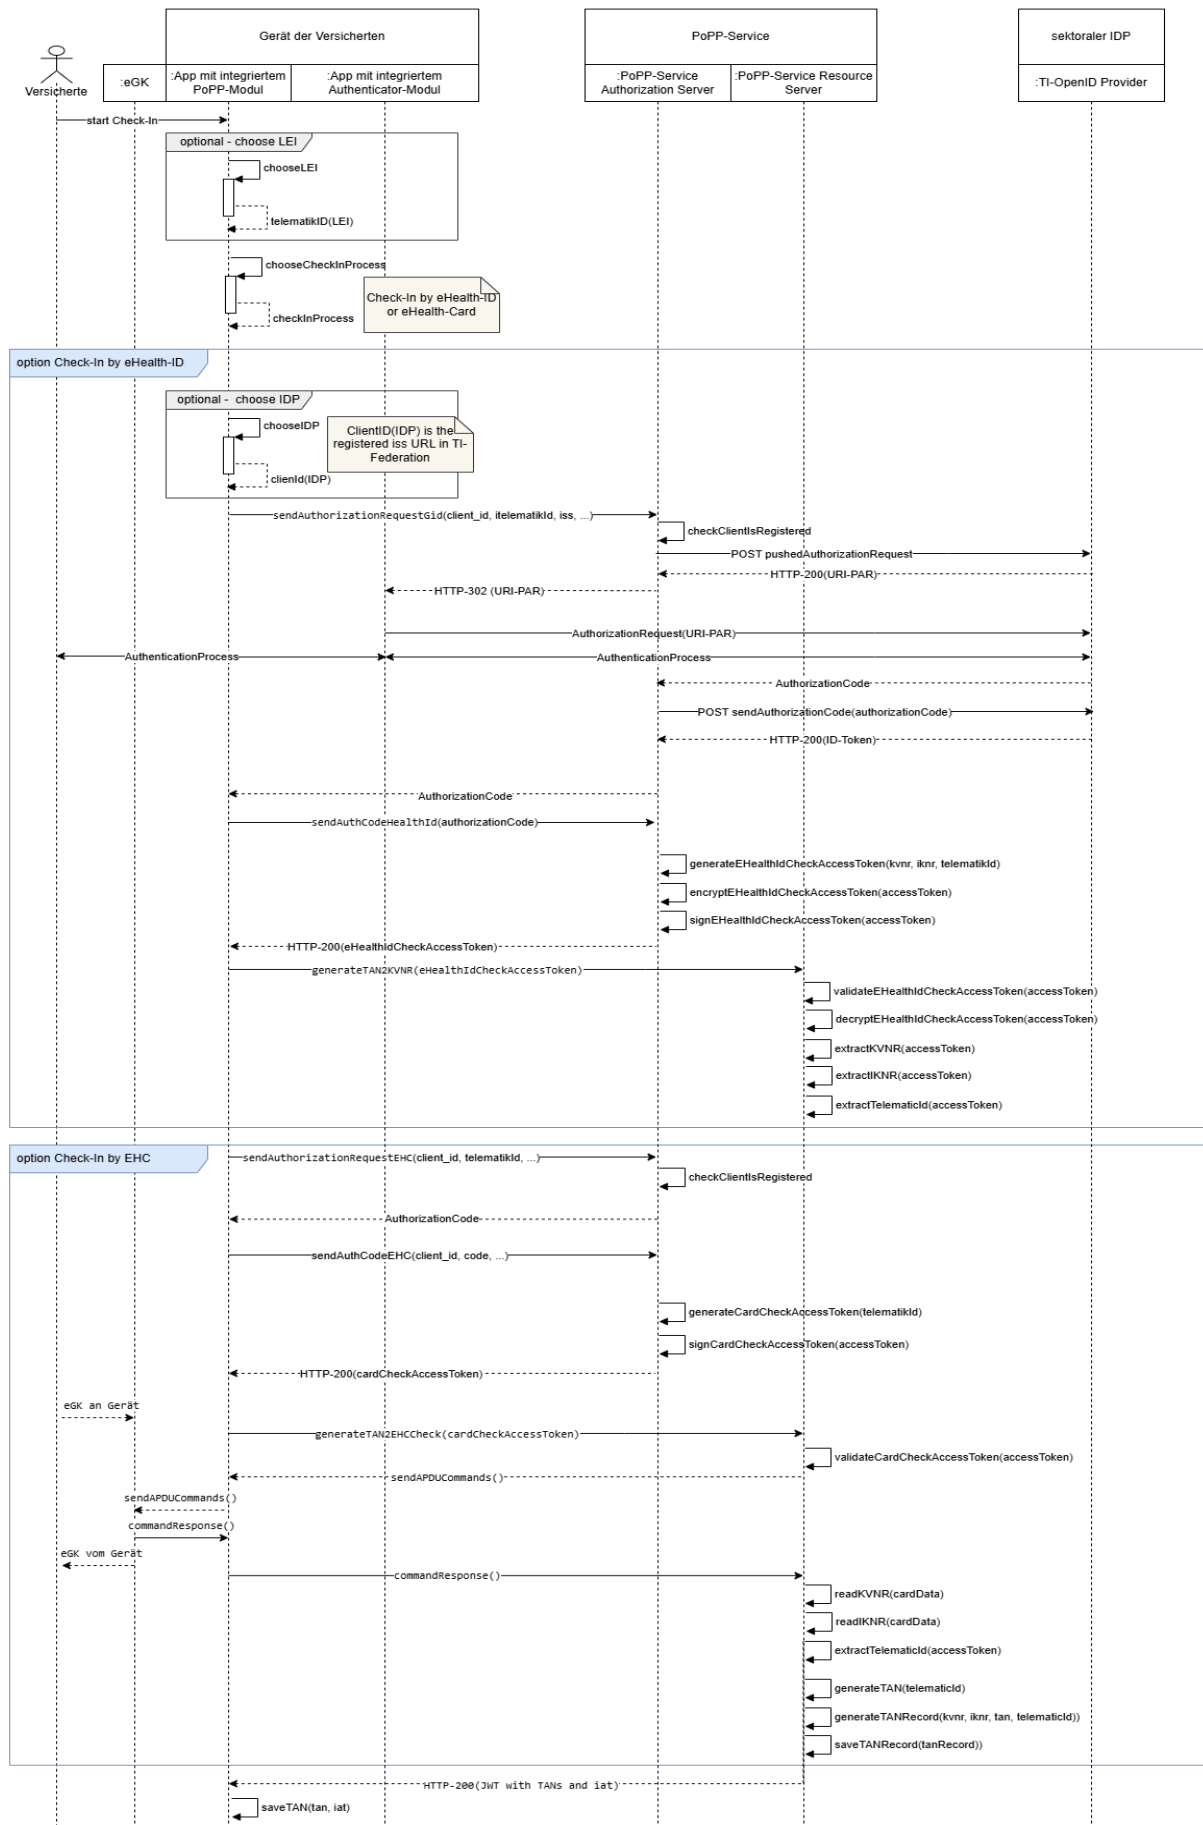 Gerät der Versicherten
PoPP-Service
sektoraler IDP
Versicherte
:eGK
:App mit integriertem
PoPP-Modul
:App mit integriertem
Authenticator-Modul
:PoPP-Service
Authorization Server
:PoPP-Service Resource
Server
:TI-OpenID Provider
start Check-In
optional - choose LEI
chooseLEI
telematikID(LEI)
chooseCheckInProcess
Check-In by eHealth-ID
or eHealth-Card
checkInProcess
option Check-In by eHealth-ID
optional - choose IDP
chooseIDP
ClientID(IDP) is the
registered iss URL in TI-
Federation
clienId(IDP)
sendAuthorizationRequestGid(client_id, itelematikId, iss, ...)
checkClientIsRegistered
POST pushedAuthorizationRequest
HTTP-200(URI-PAR)
HTTP-302 (URI-PAR)
AuthorizationRequest(URI-PAR)
AuthenticationProcess
AuthenticationProcess
AuthorizationCode
POST sendAuthorizationCode(authorizationCode)
HTTP-200(ID-Token)
AuthorizationCode
sendAuthCodeHealthId(authorizationCode)
generateEHealthIdCheckAccessToken(kvnr, iknr, telematikId)
encryptEHealthIdCheckAccessToken(accessToken)
signEHealthIdCheckAccessToken(accessToken)
HTTP-200(eHealthIdCheckAccessToken)
generateTAN2KVNR(eHealthIdCheckAccessToken)
validateEHealthIdCheckAccessToken(accessToken)
decryptEHealthIdCheckAccessToken(accessToken)
extractKVNR(accessToken)
extractIKNR(accessToken)
extractTelematicId(accessToken)
option Check-In by EHC
sendAuthorizationRequestEHC(client_id, telematikId, ...)
checkClientIsRegistered
AuthorizationCode
sendAuthCodeEHC(client_id, code, ...)
generateCardCheckAccessToken(telematikId)
signCardCheckAccessToken(accessToken)
HTTP-200(cardCheckAccessToken)
eGK an Gerät
generateTAN2EHCCheck(cardCheckAccessToken)
validateCardCheckAccessToken(accessToken)
sendAPDUCommands()
sendAPDUCommands()
commandResponse()
eGK vom Gerät
commandResponse()
readKVNR(cardData)
readIKNR(cardData)
extractTelematicId(accessToken)
generateTAN(telematicId)
generateTANRecord(kvnr, iknr, tan, telematicId))
saveTANRecord(tanRecord))
HTTP-200(JWT with TANs and iat)
saveTAN(tan, iat)